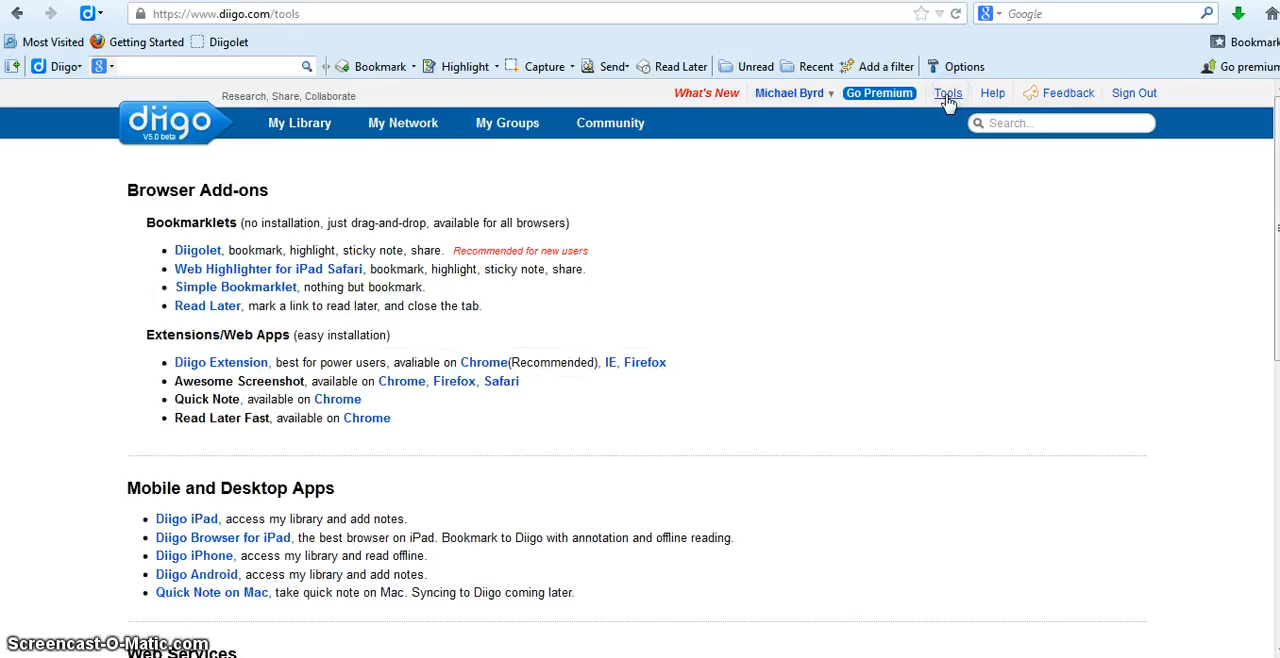 https://www.diigo.com/tools
Google
Most Visited Getting Started Diigolet Bookmark
Diigo Bookmark Highlight Capture Send Read Later Unread Recent Add a filter Options Go premium
Research, Share, Collaborate What's New Michael Byrd Go Premium Tools Help Feedback Sign Out
diigo V5.0 beta My Library My Network My Groups Community Search...
Browser Add-ons
Bookmarklets (no installation, just drag-and-drop, available for all browsers)
• Diigolet, bookmark, highlight, sticky note, share. Recommended for new users
• Web Highlighter for iPad Safari, bookmark, highlight, sticky note, share.
• Simple Bookmarklet, nothing but bookmark.
• Read Later, mark a link to read later, and close the tab.
Extensions/Web Apps (easy installation)
• Diigo Extension, best for power users, avaliable on Chrome(Recommended), IE, Firefox
• Awesome Screenshot, available on Chrome, Firefox, Safari
• Quick Note, available on Chrome
• Read Later Fast, available on Chrome
Mobile and Desktop Apps
• Diigo iPad, access my library and add notes.
• Diigo Browser for iPad, the best browser on iPad. Bookmark to Diigo with annotation and offline reading.
• Diigo iPhone, access my library and read offline.
• Diigo Android, access my library and add notes.
• Quick Note on Mac, take quick note on Mac. Syncing to Diigo coming later.
Screencast-O-Matic.com
Web Services